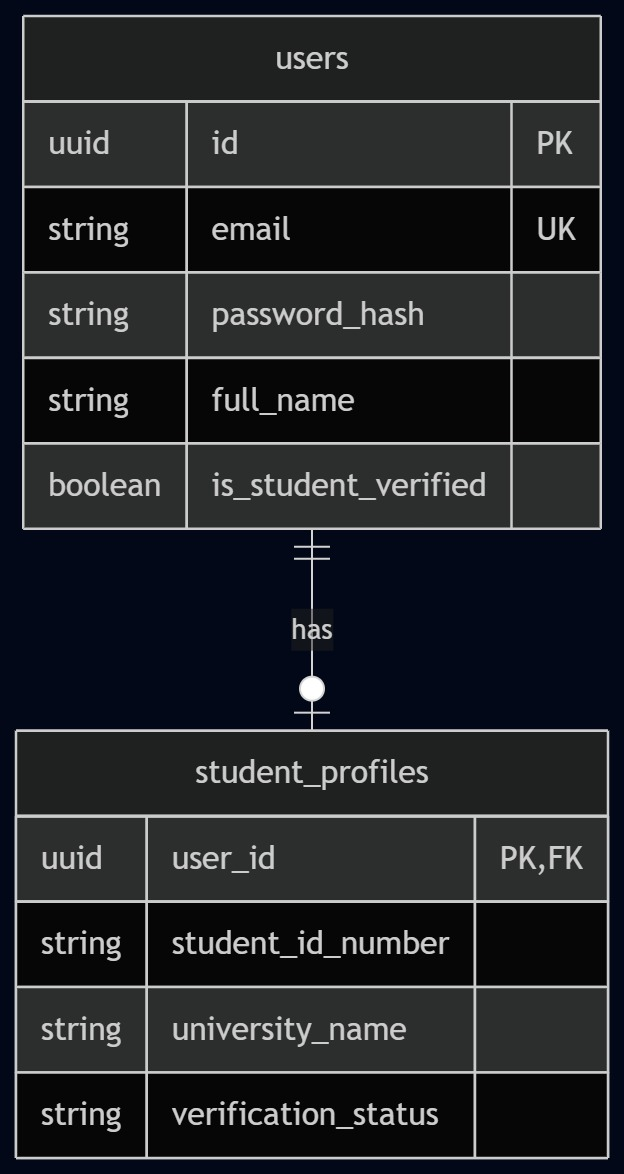 users
uuid id PK
string email UK
string password_hash
string full_name
boolean is_student_verified
has
student_profiles
uuid user_id PK,FK
string student_id_number
string university_name
string verification_status